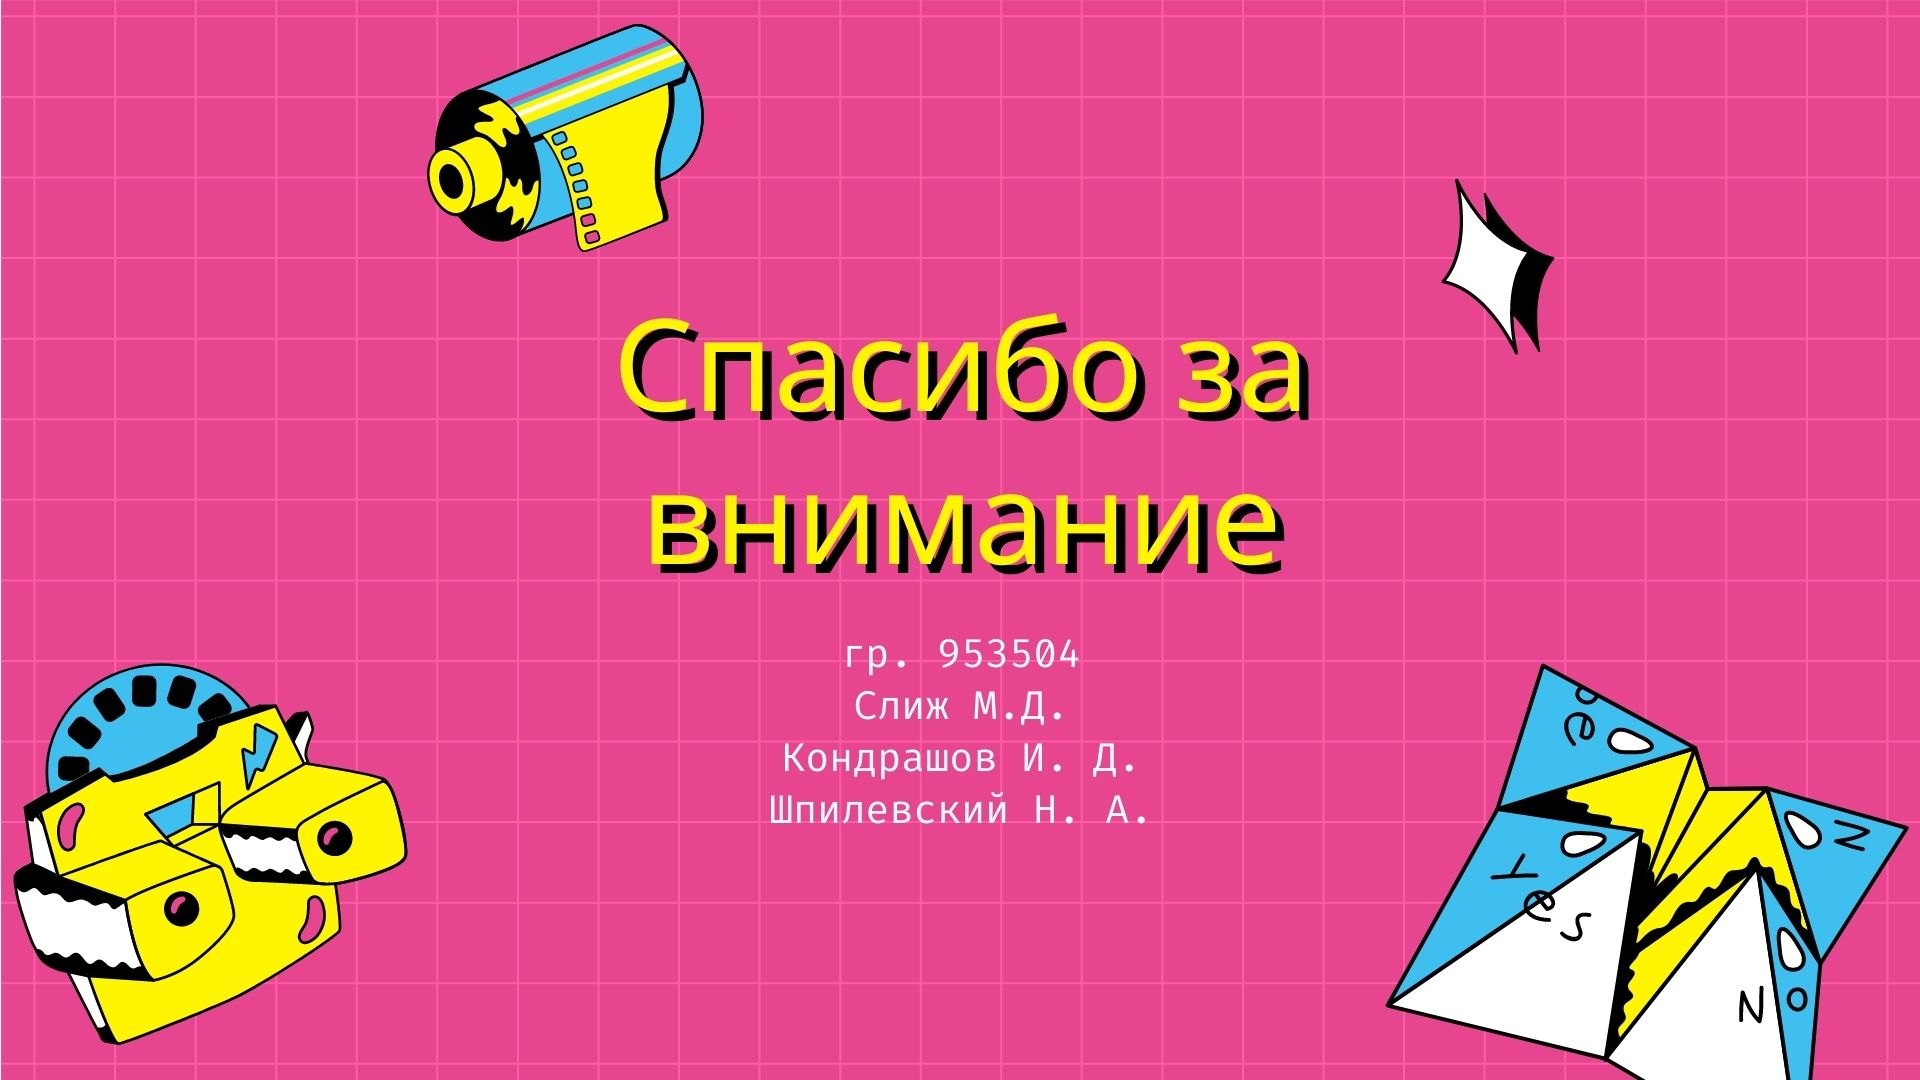 Спасибо за
внимание
гр. 953504
Слиж М.Д.
Кондрашов И. Д.
Шпилевский Н. А.
Yes
No